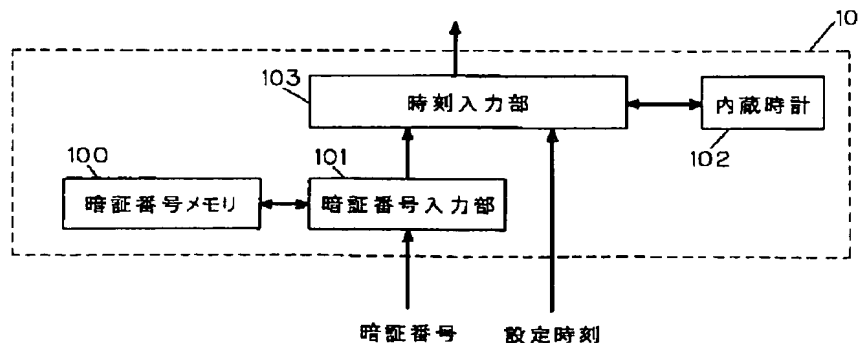 10
103
時刻入力部
内蔵時計
102
100
101
暗証番号メモリ
暗証番号入力部
暗証番号
設定時刻